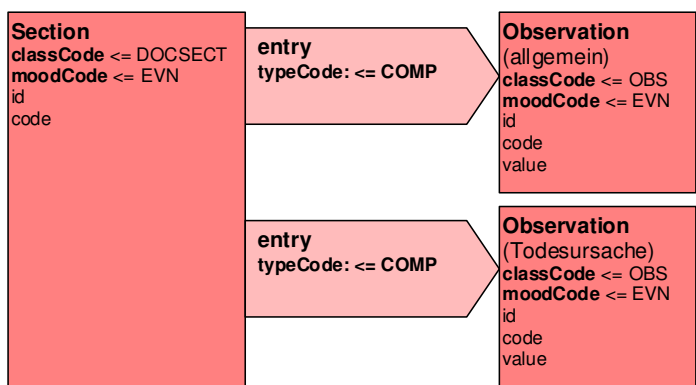 Section
classCode <= DOCSECT
moodCode <= EVN
id
code
entry
typeCode: <= COMP
Observation
(allgemein)
classCode <= OBS
moodCode <= EVN
id
code
value
entry
typeCode: <= COMP
Observation
(Todesursache)
classCode <= OBS
moodCode <= EVN
id
code
value